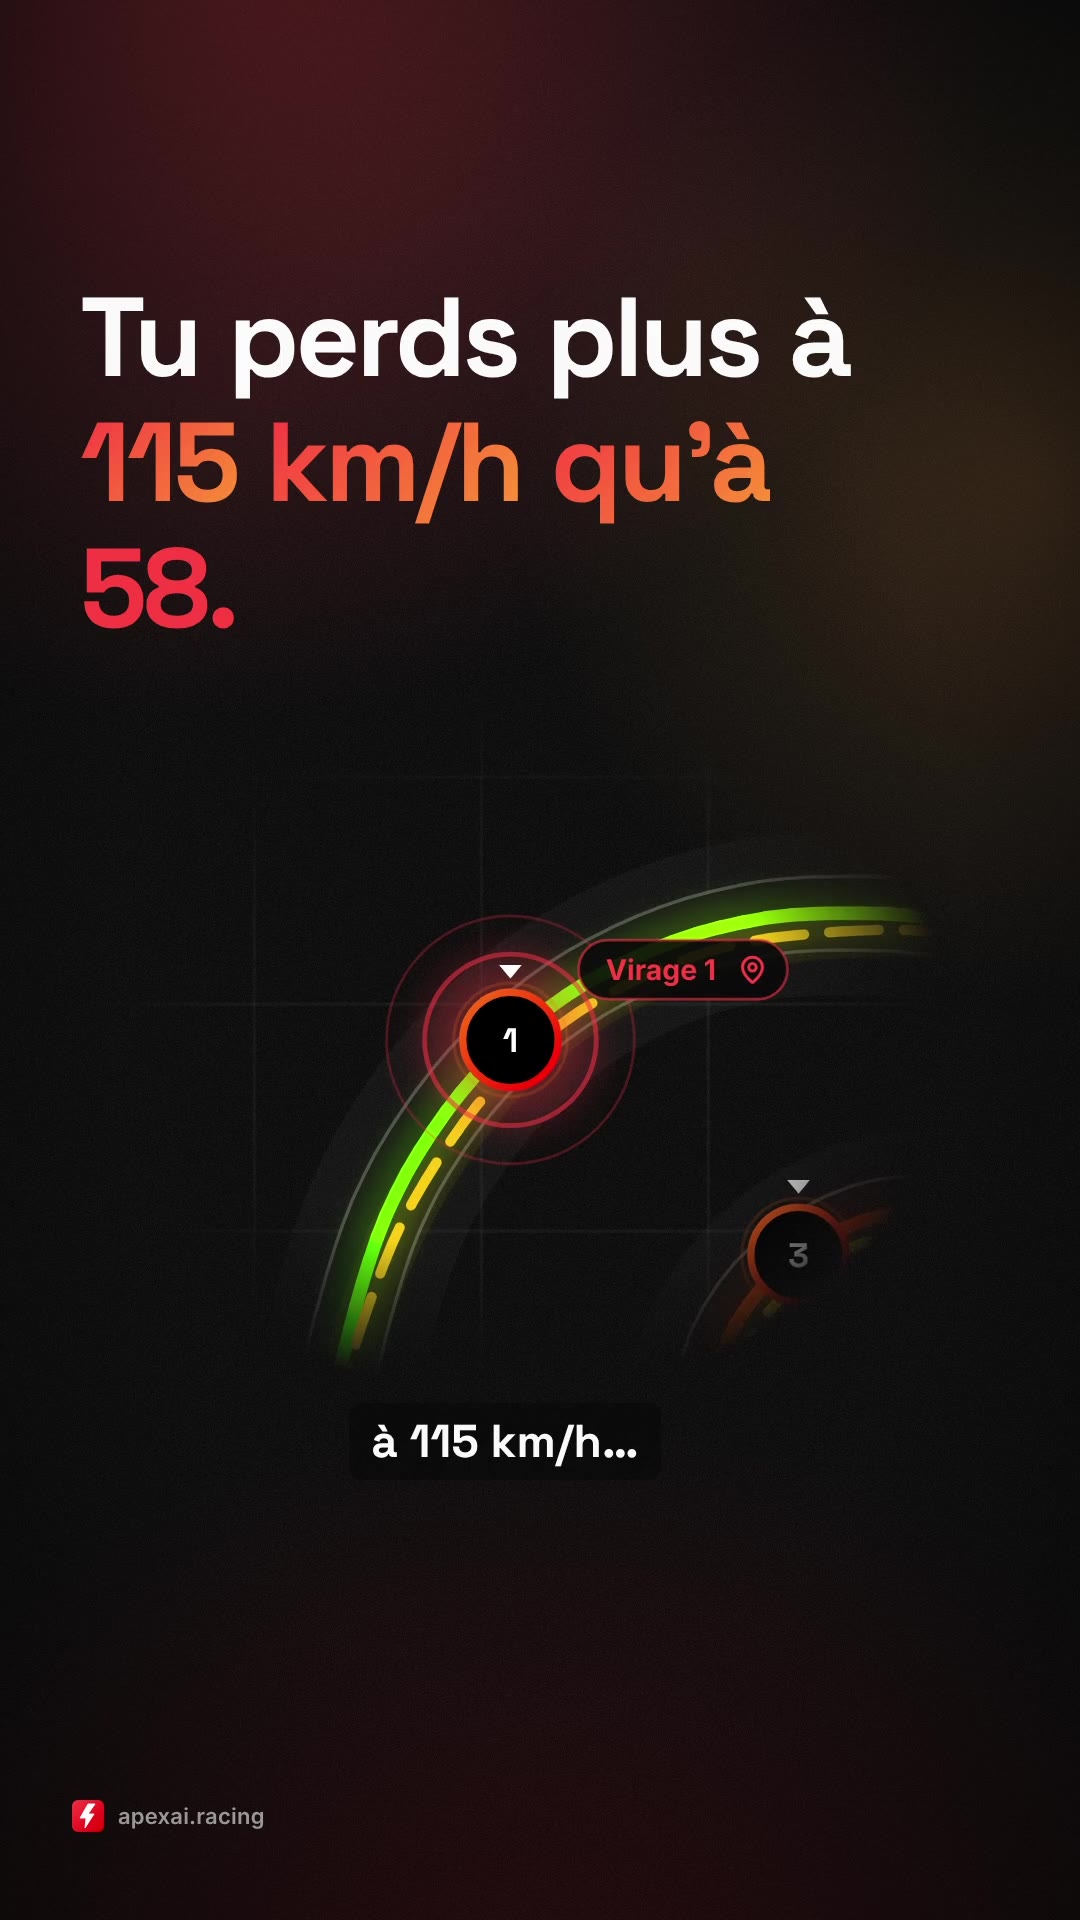 Tu perds plus à
115 km/h qu’à
58.
Virage 1
1
3
à 115 km/h...
apexai.racing